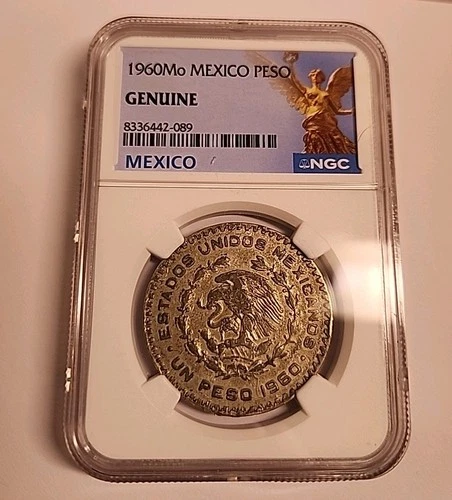 1960Mo MEXICO PESO
GENUINE
8336442-089
MEXICO
NGC
ESTADOS UNIDOS MEXICANOS
UN PESO 1960